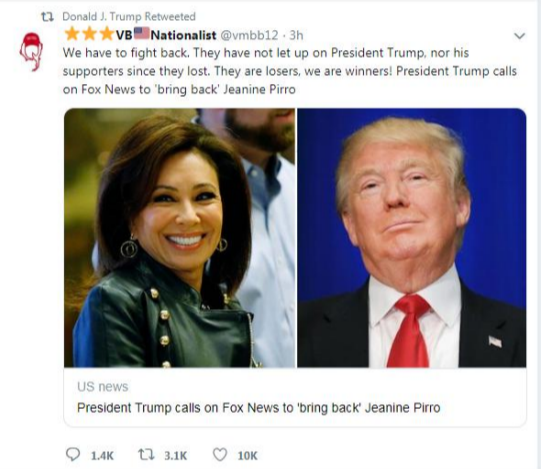 Donald J. Trump Retweeted
VB Nationalist @vmbb12 · 3h
We have to fight back. They have not let up on President Trump, nor his
supporters since they lost. They are losers, we are winners! President Trump calls
on Fox News to 'bring back' Jeanine Pirro
US news
President Trump calls on Fox News to 'bring back' Jeanine Pirro
1.4K 3.1K 10K